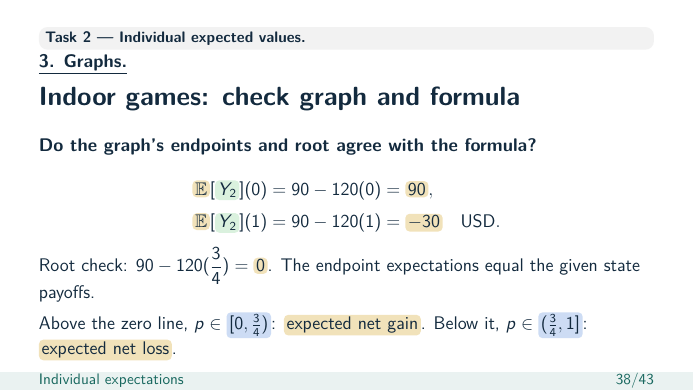 Task 2 — Individual expected values.
3. Graphs.
Indoor games: check graph and formula
Do the graph's endpoints and root agree with the formula?
𝔼[Y₂](0) = 90 − 120(0) = 90,
𝔼[Y₂](1) = 90 − 120(1) = −30 USD.
Root check: 90 − 120(3/4) = 0. The endpoint expectations equal the given state
payoffs.
Above the zero line, p ∈ [0, 3/4): expected net gain. Below it, p ∈ (3/4, 1]:
expected net loss.
Individual expectations 38/43